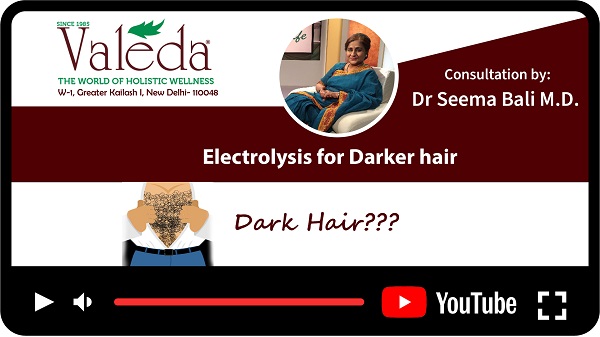 SINCE 1985
Valeda®
THE WORLD OF HOLISTIC WELLNESS
W-1, Greater Kailash I, New Delhi- 110048
Consultation by:
Dr Seema Bali M.D.
Electrolysis for Darker hair
Dark Hair???
YouTube